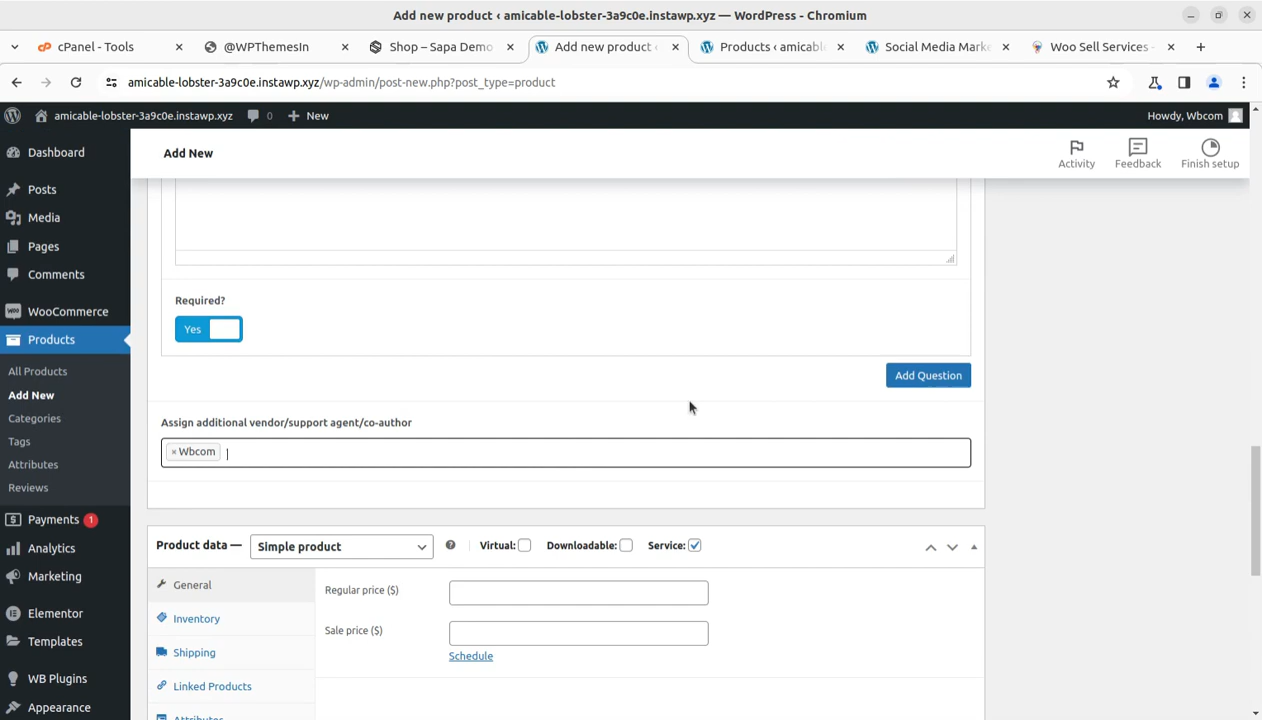 Add new product ‹ amicable-lobster-3a9c0e.instawp.xyz — WordPress - Chromium
cPanel - Tools
@WPThemesIn
Shop – Sapa Demo
Add new product ‹
Products ‹ amicabl
Social Media Mark
Woo Sell Services -
amicable-lobster-3a9c0e.instawp.xyz/wp-admin/post-new.php?post_type=product
amicable-lobster-3a9c0e.instawp.xyz 0 New Howdy, Wbcom
Dashboard
Posts
Media
Pages
Comments
WooCommerce
Products
All Products
Add New
Categories
Tags
Attributes
Reviews
Payments 1
Analytics
Marketing
Elementor
Templates
WB Plugins
Appearance
Add New
Activity
Feedback
Finish setup
Required?
Yes
Add Question
Assign additional vendor/support agent/co-author
× Wbcom
Product data — Simple product Virtual: Downloadable: Service:
General
Inventory
Shipping
Linked Products
Attributes
Regular price ($)
Sale price ($)
Schedule